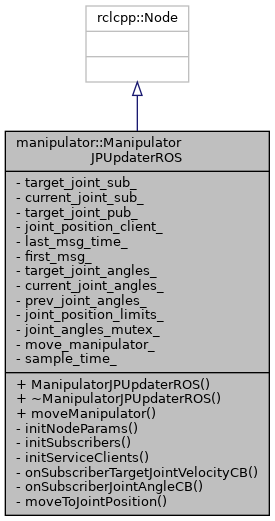 rclcpp::Node
manipulator::Manipulator
JPUpdaterROS
- target_joint_sub_
- current_joint_sub_
- target_joint_pub_
- joint_position_client_
- last_msg_time_
- first_msg_
- target_joint_angles_
- current_joint_angles_
- prev_joint_angles_
- joint_position_limits_
- joint_angles_mutex_
- move_manipulator_
- sample_time_
+ ManipulatorJPUpdaterROS()
+ ~ManipulatorJPUpdaterROS()
+ moveManipulator()
- initNodeParams()
- initSubscribers()
- initServiceClients()
- onSubscriberTargetJointVelocityCB()
- onSubscriberJointAngleCB()
- moveToJointPosition()